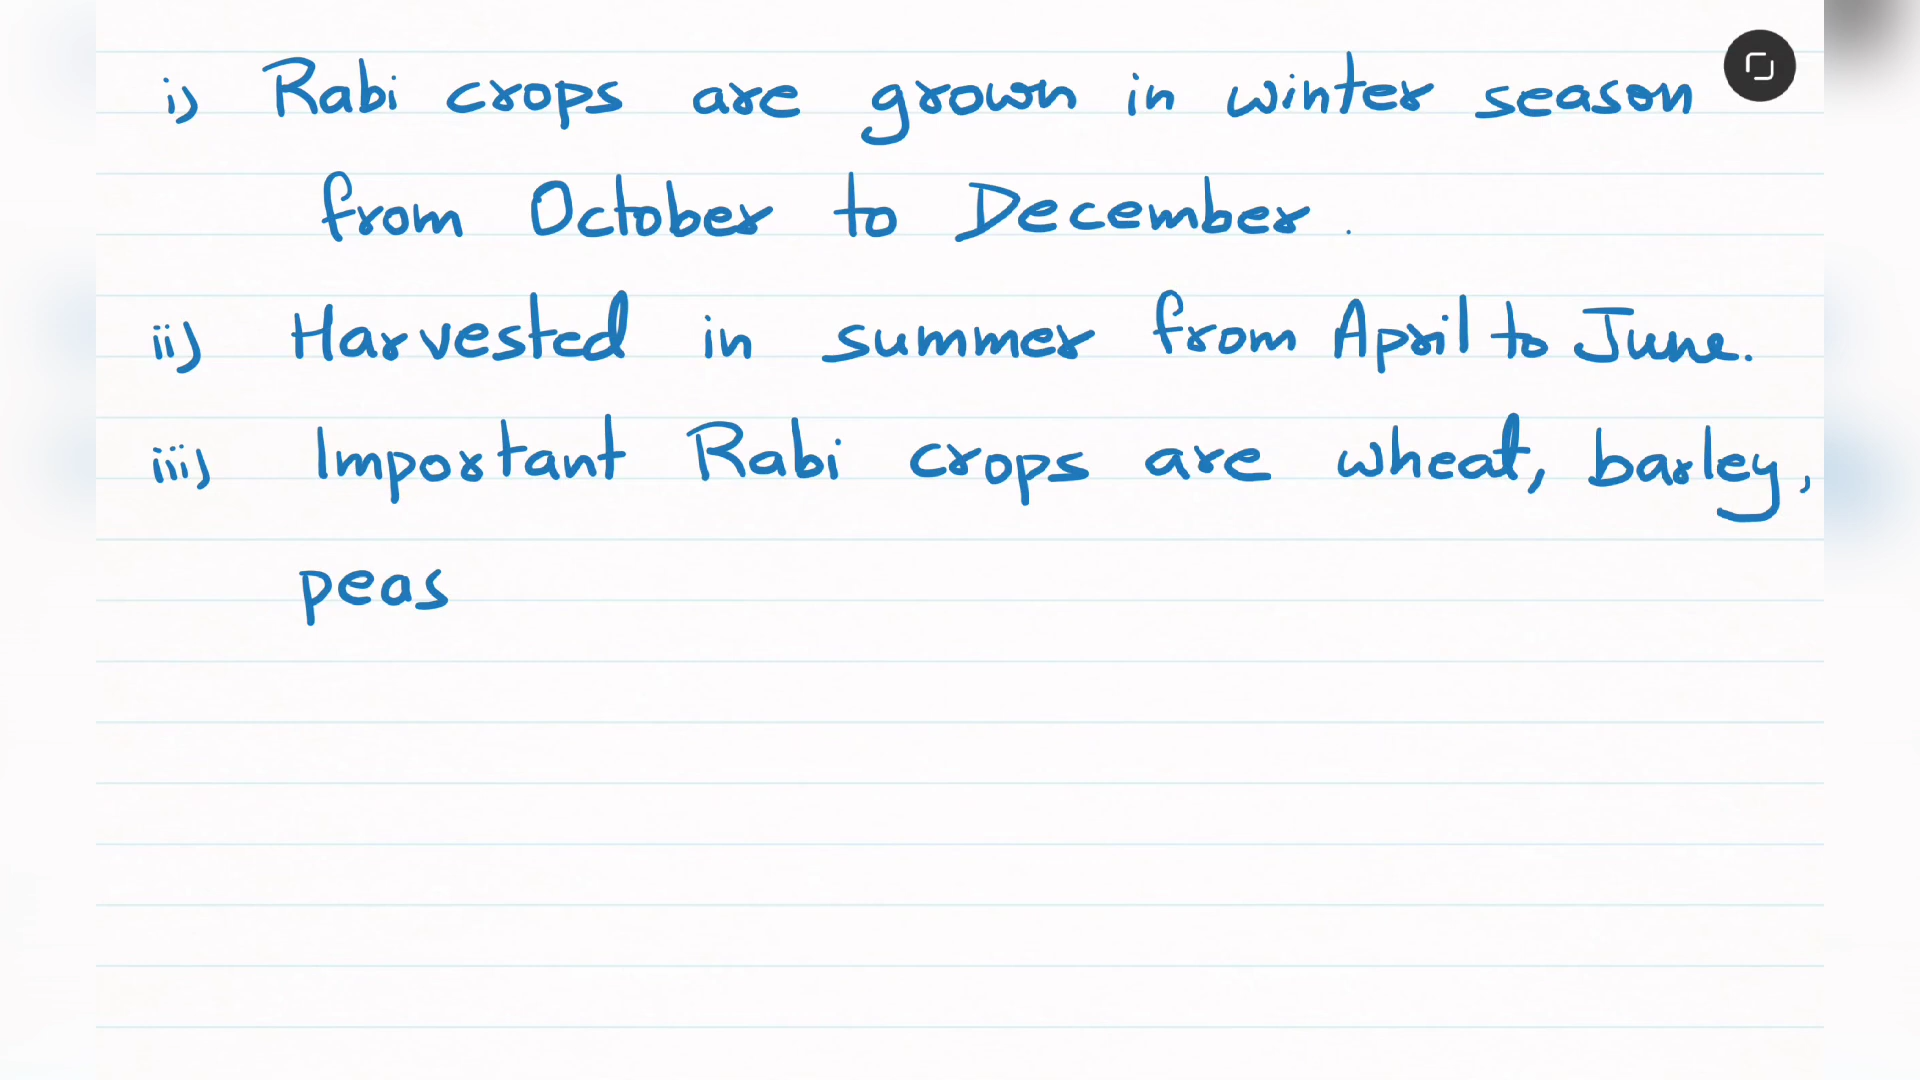 i) Rabi crops are grown in winter season
from October to December.
ii) Harvested in summer from April to June.
iii) Important Rabi crops are wheat, barley,
peas